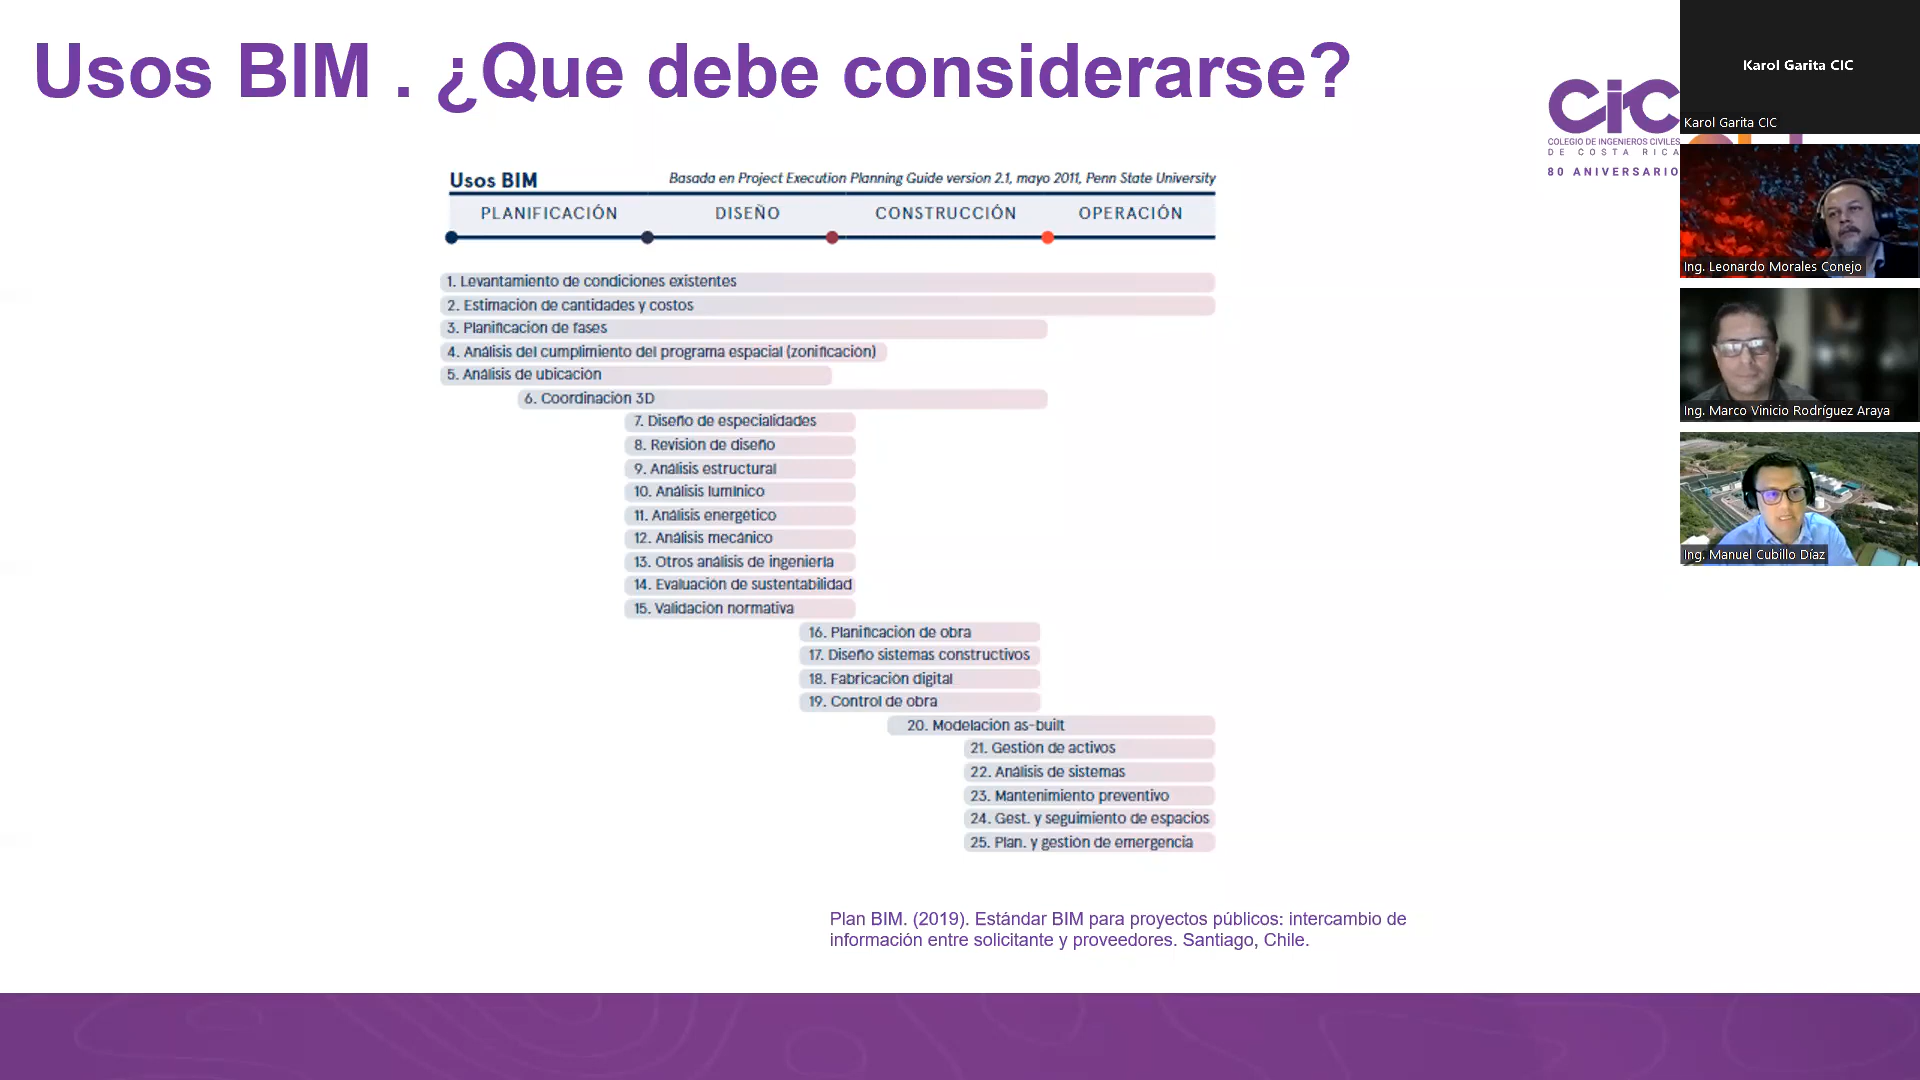 Usos BIM . ¿Que debe considerarse?
CIC
COLEGIO DE INGENIEROS CIVILES
DE COSTA RICA
80 ANIVERSARIO
Usos BIM
Basada en Project Execution Planning Guide version 2.1, mayo 2011, Penn State University
PLANIFICACIÓN DISEÑO CONSTRUCCIÓN OPERACIÓN
1. Levantamiento de condiciones existentes
2. Estimación de cantidades y costos
3. Planificación de fases
4. Análisis del cumplimiento del programa espacial (zonificación)
5. Análisis de ubicación
6. Coordinación 3D
7. Diseño de especialidades
8. Revisión de diseño
9. Análisis estructural
10. Análisis lumínico
11. Análisis energético
12. Análisis mecánico
13. Otros análisis de ingeniería
14. Evaluación de sustentabilidad
15. Validación normativa
16. Planificación de obra
17. Diseño sistemas constructivos
18. Fabricación digital
19. Control de obra
20. Modelación as-built
21. Gestión de activos
22. Análisis de sistemas
23. Mantenimiento preventivo
24. Gest. y seguimiento de espacios
25. Plan. y gestión de emergencia
Plan BIM. (2019). Estándar BIM para proyectos públicos: intercambio de
información entre solicitante y proveedores. Santiago, Chile.
Karol Garita CIC
Karol Garita CIC
Ing. Leonardo Morales Conejo
Ing. Marco Vinicio Rodríguez Araya
Ing. Manuel Cubillo Díaz